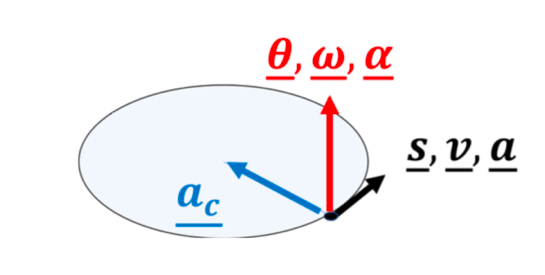 θ, ω, α
s, v, a
a_c